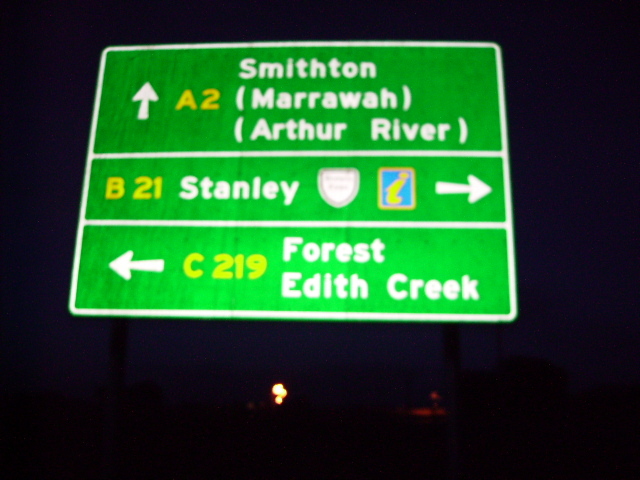 Smithton
A2 (Marrawah)
(Arthur River)
B 21 Stanley i
C 219 Forest
Edith Creek